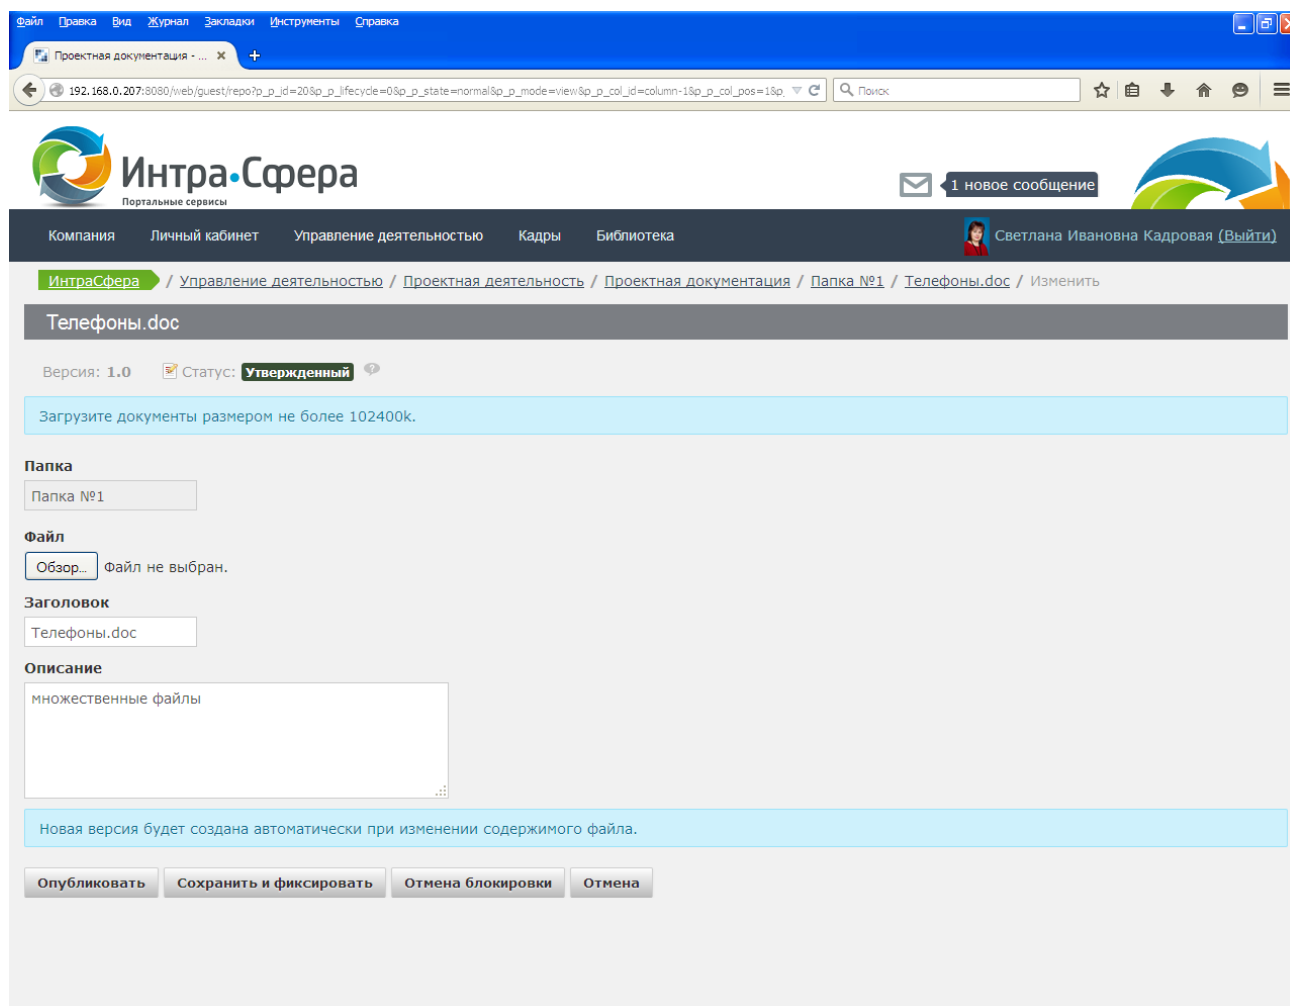 Файл Правка Вид Журнал Закладки Инструменты Справка
Проектная документация - ... × +
192.168.0.207:8080/web/guest/repo?p_p_id=20&p_p_lifecycle=0&p_p_state=normal&p_p_mode=view&p_p_col_id=column-1&p_p_col_pos=1&p_ Поиск
Интра•Сфера
Портальные сервисы
1 новое сообщение
Компания Личный кабинет Управление деятельностью Кадры Библиотека Светлана Ивановна Кадровая (Выйти)
ИнтраСфера / Управление деятельностью / Проектная деятельность / Проектная документация / Папка №1 / Телефоны.doc / Изменить
Телефоны.doc
Версия: 1.0 Статус: Утвержденный ?
Загрузите документы размером не более 102400k.
Папка
Папка №1
Файл
Обзор... Файл не выбран.
Заголовок
Телефоны.doc
Описание
множественные файлы
Новая версия будет создана автоматически при изменении содержимого файла.
Опубликовать Сохранить и фиксировать Отмена блокировки Отмена